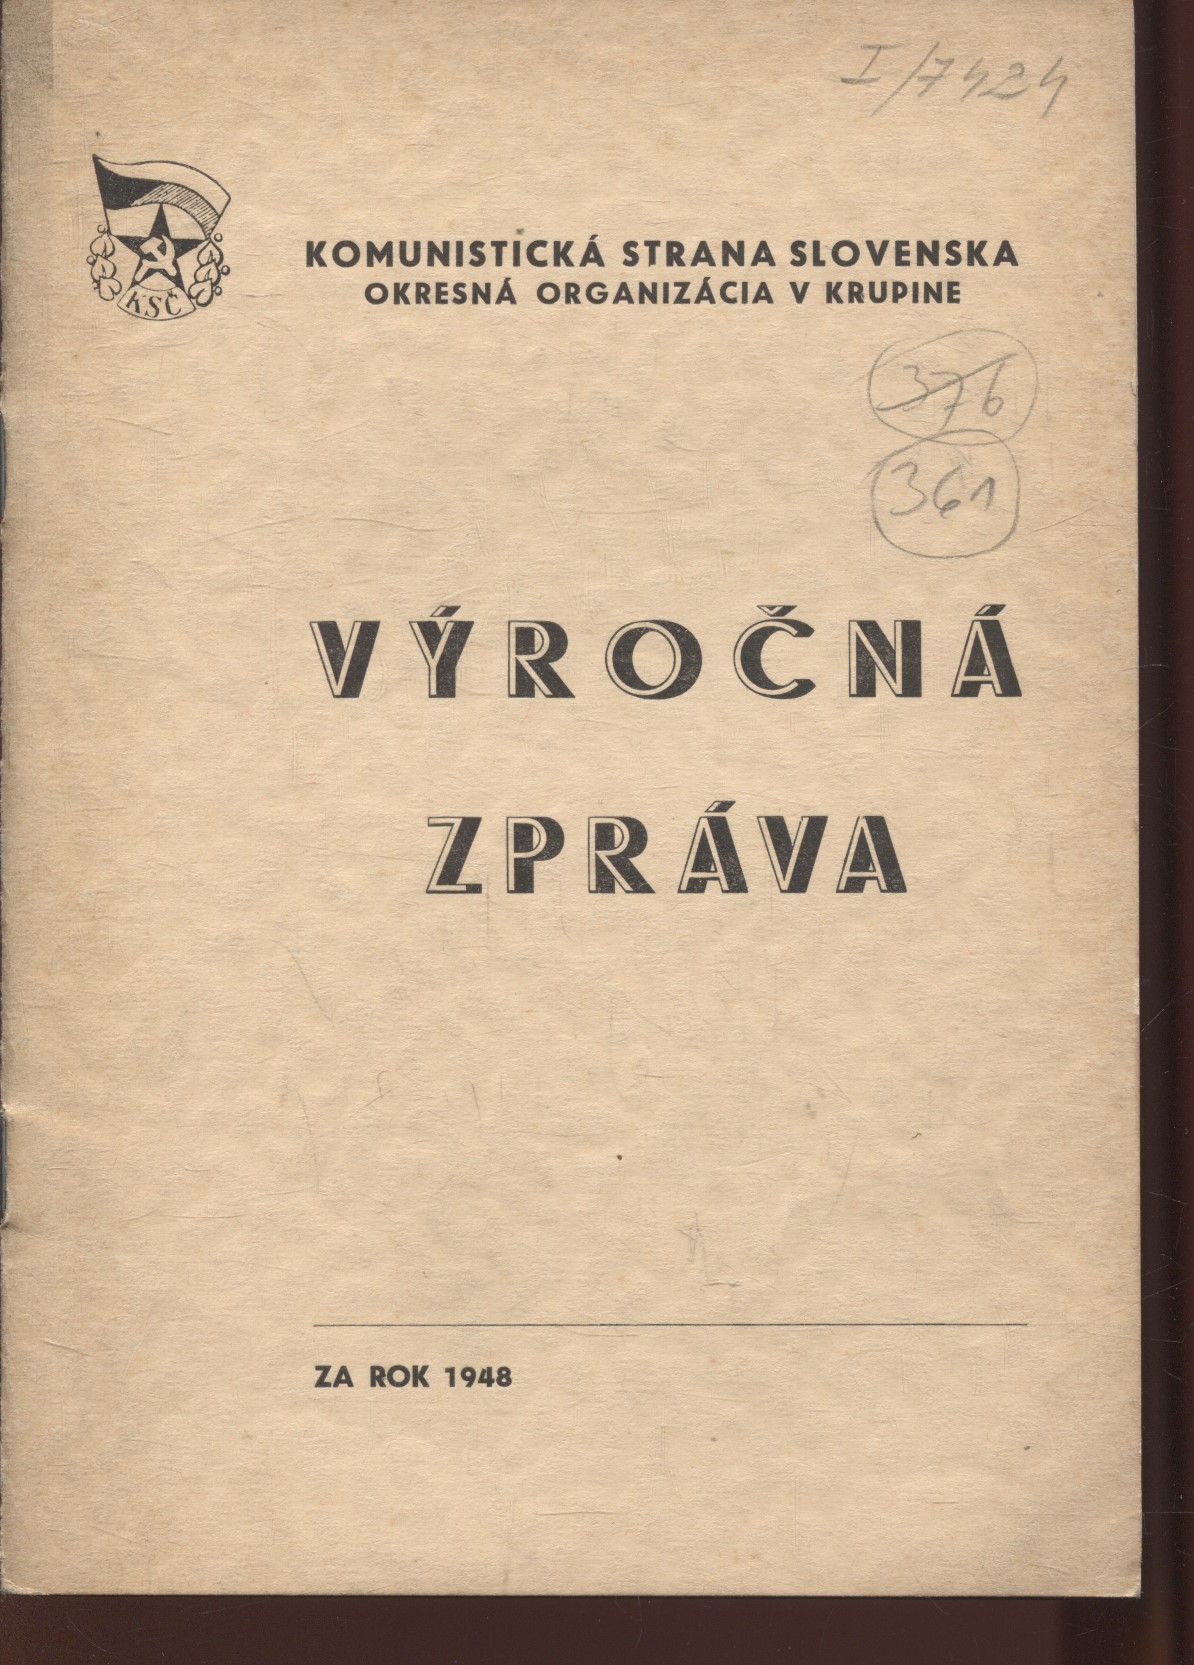 I/7424
KSČ
KOMUNISTICKÁ STRANA SLOVENSKA
OKRESNÁ ORGANIZÁCIA V KRUPINE
376
361
VÝROČNÁ
ZPRÁVA
ZA ROK 1948